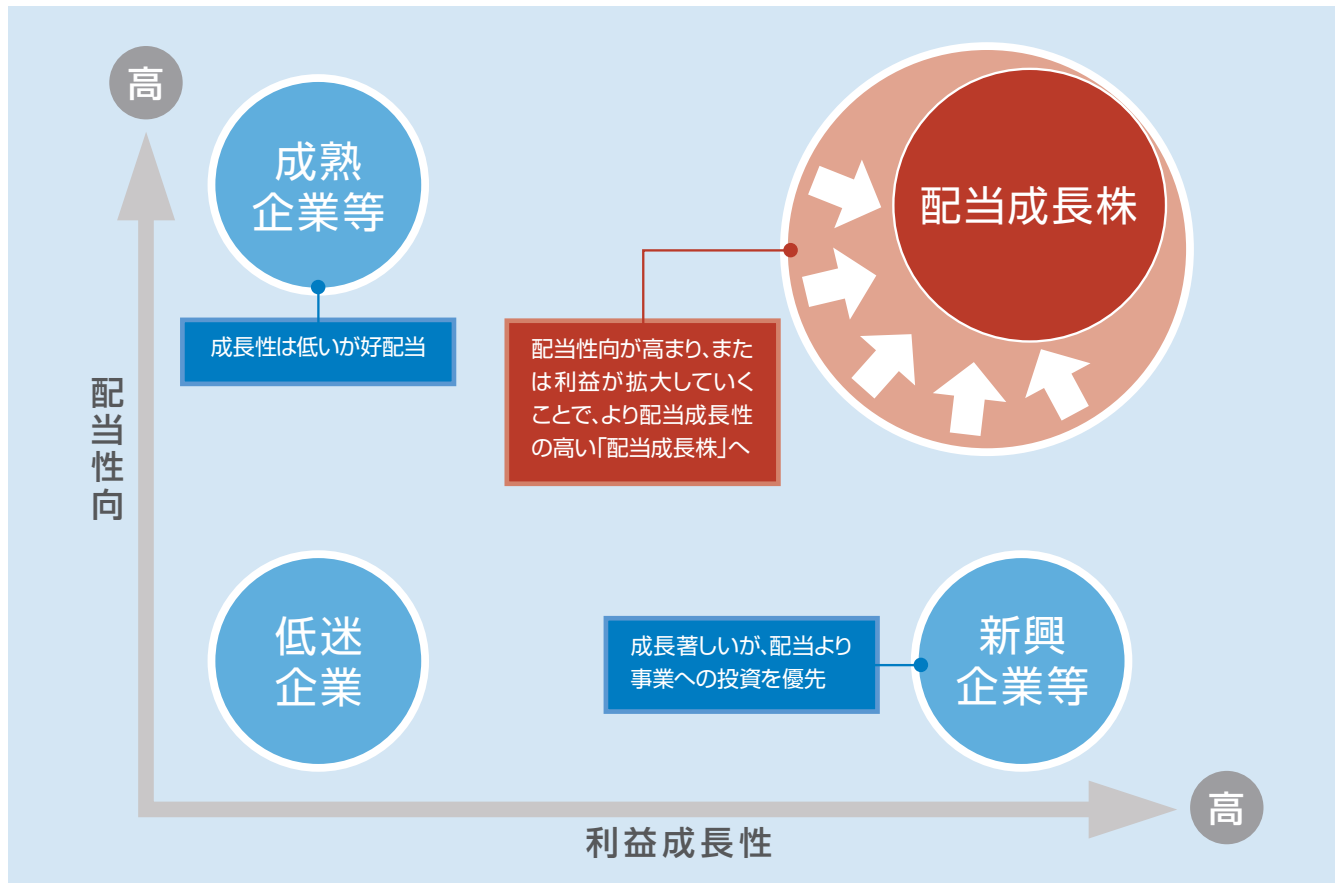 高
成熟
企業等
配当成長株
成長性は低いが好配当
配当性向が高まり、また
は利益が拡大していく
ことで、より配当成長性
の高い「配当成長株」へ
配当性向
低迷
企業
成長著しいが、配当より
事業への投資を優先
新興
企業等
高
利益成長性